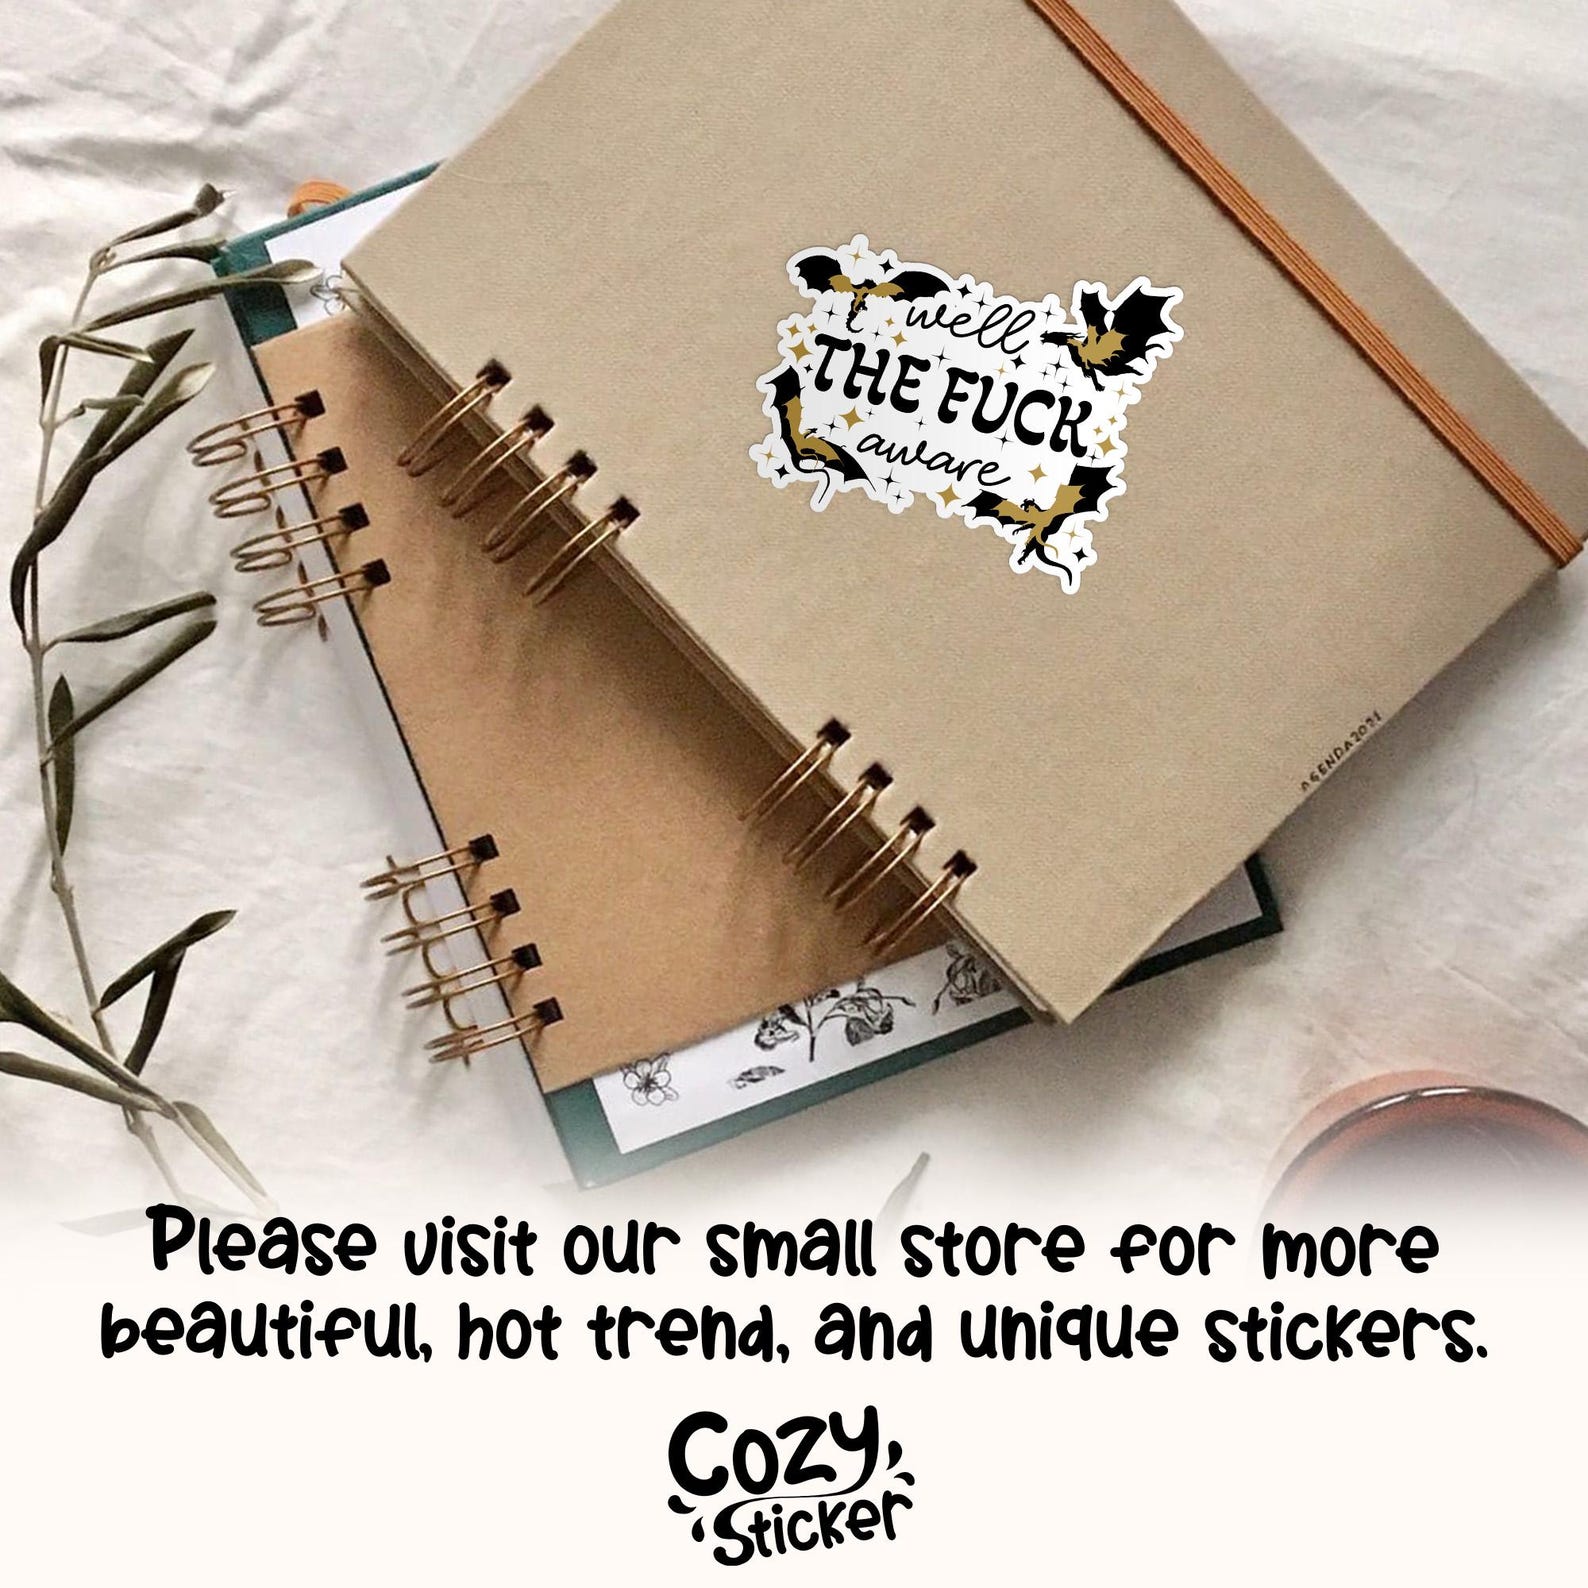 well
THE FUCK
aware
AGENDA2021
Please visit our small store for more
beautiful, hot trend, and unique stickers.
Cozy
Sticker